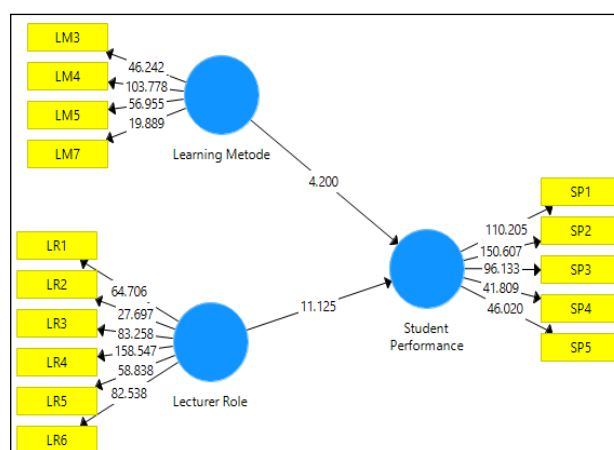 LM3
LM4
LM5
LM7
46.242
103.778
56.955
19.889
Learning Metode
4.200
LR1
LR2
LR3
LR4
LR5
LR6
64.706
27.697
83.258
158.547
58.838
82.538
Lecturer Role
11.125
Student
Performance
110.205
150.607
96.133
41.809
46.020
SP1
SP2
SP3
SP4
SP5